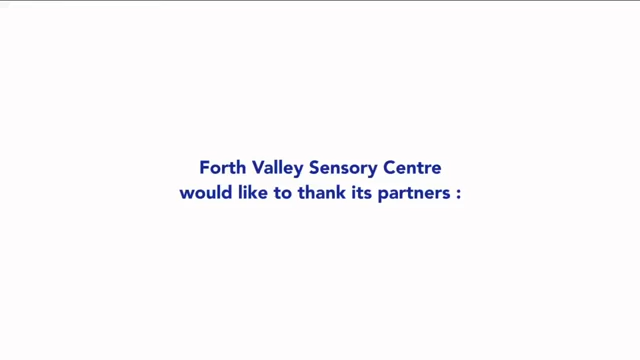 Forth Valley Sensory Centre
would like to thank its partners :